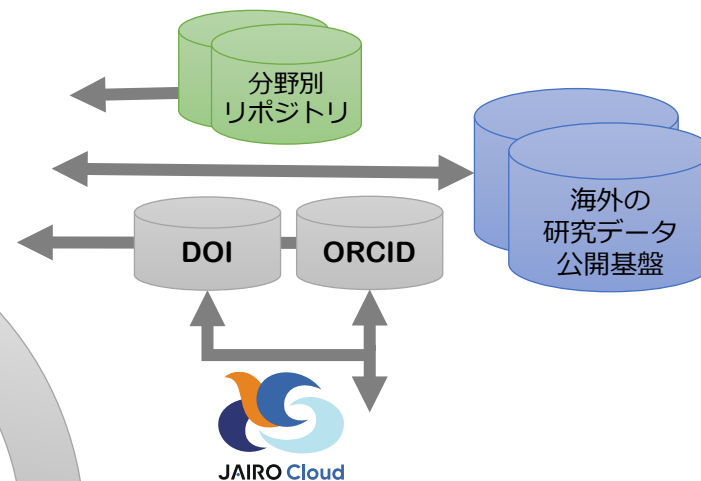 分野別
リポジトリ
海外の
研究データ
公開基盤
DOI
ORCID
JAIRO Cloud